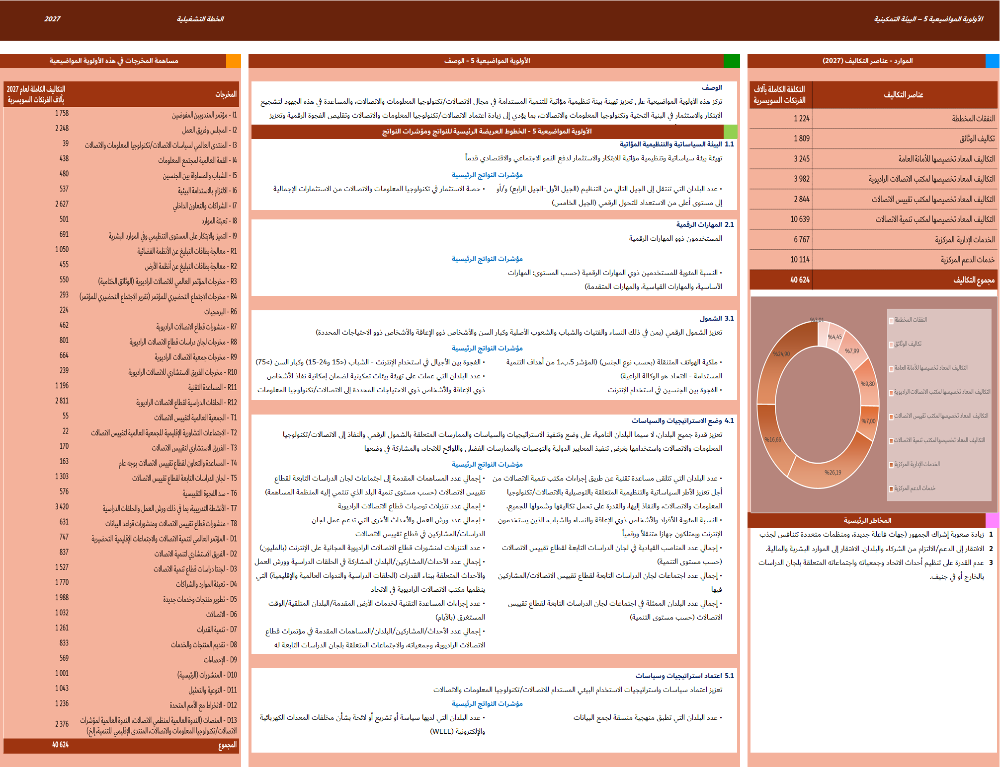 الأولوية المواضيعية 5 – البيئة التمكينية
الخطة التشغيلية
2027
الموارد - عناصر التكاليف (2027)
عناصر التكاليف
التكلفة الكاملة بآلاف
الفرنكات السويسرية
النفقات المخططة 1 224
تكاليف الوثائق 1 809
التكاليف المعاد تخصيصها للأمانة العامة 3 245
التكاليف المعاد تخصيصها لمكتب الاتصالات الراديوية 3 982
التكاليف المعاد تخصيصها لمكتب تقييس الاتصالات 2 844
التكاليف المعاد تخصيصها لمكتب تنمية الاتصالات 10 639
الخدمات الإدارية المركزية 6 767
خدمات الدعم المركزية 10 114
مجموع التكاليف 40 624
%3,01
%4,45
%7,99
%9,80
%7,00
%26,19
%16,66
%24,90
النفقات المخططة
تكاليف الوثائق
التكاليف المعاد تخصيصها للأمانة العامة
التكاليف المعاد تخصيصها لمكتب الاتصالات الراديوية
التكاليف المعاد تخصيصها لمكتب تقييس الاتصالات
التكاليف المعاد تخصيصها لمكتب تنمية الاتصالات
الخدمات الإدارية المركزية
خدمات الدعم المركزية
المخاطر الرئيسية
1 زيادة صعوبة إشراك الجمهور (جهات فاعلة جديدة، ومنظمات متعددة تتنافس لجذب
2 الافتقار إلى الدعم/الالتزام من الشركاء والبلدان. الافتقار إلى الموارد البشرية والمالية.
3 عدم القدرة على تنظيم أحداث الاتحاد وجمعياته واجتماعاته المتعلقة بلجان الدراسات
بالخارج أو في جنيف.
الأولوية المواضيعية 5 - الوصف
الوصف
تركز هذه الأولوية المواضيعية على تعزيز تهيئة بيئة تنظيمية مؤاتية للتنمية المستدامة في مجال الاتصالات/تكنولوجيا المعلومات والاتصالات، والمساعدة في هذه الجهود لتشجيع
الابتكار والاستثمار في البنية التحتية وتكنولوجيا المعلومات والاتصالات، بما يؤدي إلى زيادة اعتماد الاتصالات/تكنولوجيا المعلومات والاتصالات وتقليص الفجوة الرقمية وتعزيز
الأولوية المواضيعية 5 - الخطوط العريضة الرئيسية للنواتج ومؤشرات النواتج
1.1 البيئة السياساتية والتنظيمية المؤاتية
تهيئة بيئة سياساتية وتنظيمية مؤاتية للابتكار والاستثمار لدفع النمو الاجتماعي والاقتصادي قدماً
مؤشرات النواتج الرئيسية
• عدد البلدان التي تنتقل إلى الجيل التالي من التنظيم (الجيل الأول-الجيل الرابع) و/أو
إلى مستوى أعلى من الاستعداد للتحول الرقمي (الجيل الخامس)
• حصة الاستثمار في تكنولوجيا المعلومات والاتصالات من الاستثمارات الإجمالية
2.1 المهارات الرقمية
المستخدمون ذوو المهارات الرقمية
مؤشرات النواتج الرئيسية
• النسبة المئوية للمستخدمين ذوي المهارات الرقمية (حسب المستوى: المهارات
الأساسية، والمهارات القياسية، والمهارات المتقدمة)
3.1 الشمول
تعزيز الشمول الرقمي (بمن في ذلك النساء والفتيات والشباب والشعوب الأصلية وكبار السن والأشخاص ذوو الإعاقة والأشخاص ذوو الاحتياجات المحددة)
مؤشرات النواتج الرئيسية
• ملكية الهواتف المتنقلة (بحسب نوع الجنس) (المؤشر 5.ب.1 من أهداف التنمية
المستدامة - الاتحاد هو الوكالة الراعية)
• الفجوة بين الجنسين في استخدام الإنترنت
• الفجوة بين الأجيال في استخدام الإنترنت - الشباب (<15 و24-15) وكبار السن (>75)
• عدد البلدان التي عملت على تهيئة بيئات تمكينية لضمان إمكانية نفاذ الأشخاص
ذوي الإعاقة والأشخاص ذوي الاحتياجات المحددة إلى الاتصالات/تكنولوجيا المعلومات
4.1 وضع الاستراتيجيات والسياسات
تعزيز قدرة جميع البلدان، لا سيما البلدان النامية، على وضع وتنفيذ الاستراتيجيات والسياسات والممارسات المتعلقة بالشمول الرقمي والنفاذ إلى الاتصالات/تكنولوجيا
المعلومات والاتصالات واستخدامها بغرض تنفيذ المعايير الدولية والتوصيات والممارسات الفضلى واللوائح للاتحاد، والمشاركة في وضعها
مؤشرات النواتج الرئيسية
• عدد البلدان التي تتلقى مساعدة تقنية عن طريق إجراءات مكتب تنمية الاتصالات من
أجل تعزيز الأطر السياساتية والتنظيمية المتعلقة بالتوصيلية بالاتصالات/تكنولوجيا
المعلومات والاتصالات، والنفاذ إليها، والقدرة على تحمل تكاليفها وشمولها للجميع.
• النسبة المئوية للأفراد والأشخاص ذوي الإعاقة والنساء والشباب، الذين يستخدمون
الإنترنت ويمتلكون جهازا متنقلاً ورقمياً
• إجمالي عدد المناصب القيادية في لجان الدراسات التابعة لقطاع تقييس الاتصالات
(حسب مستوى التنمية)
• إجمالي عدد اجتماعات لجان الدراسات التابعة لقطاع تقييس الاتصالات/المشاركين
فيها
• إجمالي عدد البلدان الممثلة في اجتماعات لجان الدراسات التابعة لقطاع تقييس
الاتصالات (حسب مستوى التنمية)
• إجمالي عدد المساهمات المقدمة إلى اجتماعات لجان الدراسات التابعة لقطاع
تقييس الاتصالات (حسب مستوى تنمية البلد الذي تنتمي إليه المنظمة المساهمة)
• إجمالي عدد تنزيلات توصيات قطاع الاتصالات الراديوية
• إجمالي عدد ورش العمل والأحداث الأخرى التي تدعم عمل لجان
الدراسات/المشاركين في قطاع تقييس الاتصالات
• عدد التنزيلات لمنشورات قطاع الاتصالات الراديوية المجانية على الإنترنت (بالمليون)
• إجمالي عدد الأحداث/المشاركين/البلدان المشاركة في الحلقات الدراسية وورش العمل
والأحداث المتعلقة ببناء القدرات (الحلقات الدراسية والندوات العالمية والإقليمية) التي
ينظمها مكتب الاتصالات الراديوية في الاتحاد
• عدد إجراءات المساعدة التقنية لخدمات الأرض المقدمة/البلدان المتلقية/الوقت
المستغرق (بالأيام)
• إجمالي عدد الأحداث/المشاركين/البلدان/المساهمات المقدمة في مؤتمرات قطاع
الاتصالات الراديوية، وجمعياته، والاجتماعات المتعلقة بلجان الدراسات التابعة له
5.1 اعتماد استراتيجيات وسياسات
تعزيز اعتماد سياسات واستراتيجيات الاستخدام البيئي المستدام للاتصالات/تكنولوجيا المعلومات والاتصالات
مؤشرات النواتج الرئيسية
• عدد البلدان التي تطبق منهجية منسقة لجمع البيانات
• عدد البلدان التي لديها سياسة أو تشريع أو لائحة بشأن مخلفات المعدات الكهربائية
والإلكترونية (WEEE)
مساهمة المخرجات في هذه الأولوية المواضيعية
المخرجات
التكاليف الكاملة لعام 2027
بآلاف الفرنكات السويسرية
I1 - مؤتمر المندوبين المفوضين 1 758
I2 - المجلس وفريق العمل 2 248
I3 - المنتدى العالمي لسياسات الاتصالات/تكنولوجيا المعلومات والاتصالات 39
I4 - القمة العالمية لمجتمع المعلومات 438
I5 - الشباب والمساواة بين الجنسين 480
I6 - الالتزام بالاستدامة البيئية 537
I7 - الشراكات والتعاون الداخلي 2 627
I8 - تعبئة الموارد 501
I9 - التميز والابتكار على المستوى التنظيمي وفي الموارد البشرية 691
R1 - معالجة بطاقات التبليغ عن الأنظمة الفضائية 1 050
R2 - معالجة بطاقات التبليغ عن أنظمة الأرض 455
R3 - مخرجات المؤتمر العالمي للاتصالات الراديوية (الوثائق الختامية) 550
R4 - مخرجات الاجتماع التحضيري للمؤتمر (تقرير الاجتماع التحضيري للمؤتمر) 293
R6 - البرمجيات 224
R7 - منشورات قطاع الاتصالات الراديوية 462
R8 - مخرجات لجان دراسات قطاع الاتصالات الراديوية 801
R9 - مخرجات جمعية الاتصالات الراديوية 664
R10 - مخرجات الفريق الاستشاري للاتصالات الراديوية 239
R11 - المساعدة التقنية 1 196
R12 - الحلقات الدراسية لقطاع الاتصالات الراديوية 2 811
T1 - الجمعية العالمية لتقييس الاتصالات 55
T2 - الاجتماعات التشاورية الإقليمية للجمعية العالمية لتقييس الاتصالات 22
T3 - الفريق الاستشاري لتقييس الاتصالات 170
T4 - المساعدة والتعاون لقطاع تقييس الاتصالات بوجه عام 163
T5 - لجان الدراسات التابعة لقطاع تقييس الاتصالات 1 303
T6 - سد الفجوة التقييسية 576
T7 - الأنشطة التدريبية، بما في ذلك ورش العمل والحلقات الدراسية 3 420
T8 - منشورات قطاع تقييس الاتصالات ومنشورات قواعد البيانات 631
D1 - المؤتمر العالمي لتنمية الاتصالات والاجتماعات الإقليمية التحضيرية 747
D2 - الفريق الاستشاري لتنمية الاتصالات 837
D3 - لجنتا دراسات قطاع تنمية الاتصالات 1 527
D4 - تعبئة الموارد والشراكات 1 770
D5 - تطوير منتجات وخدمات جديدة 1 988
D6 - الاتصالات 1 032
D7 - تنمية القدرات 1 261
D8 - تقديم المنتجات والخدمات 833
D9 - الإحصاءات 569
D10 - المنشورات (الرئيسية) 1 001
D11 - التوعية والتمثيل 1 043
D12 - الانخراط مع الأمم المتحدة 1 236
D13 - المنصات (الندوة العالمية لمنظمي الاتصالات، الندوة العالمية لمؤشرات
الاتصالات/تكنولوجيا المعلومات والاتصالات، المنتدى الإقليمي للتنمية، إلخ) 2 376
المجموع 40 624